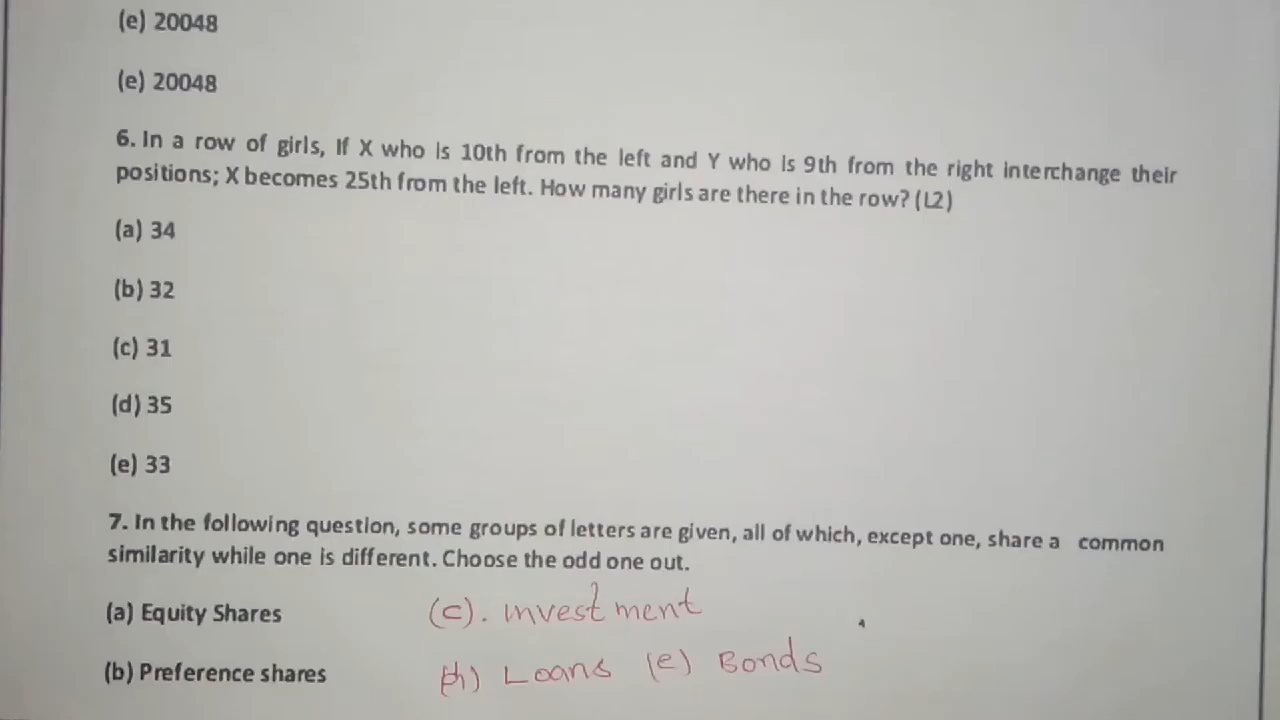 (e) 20048
(e) 20048
6. In a row of girls, If X who is 10th from the left and Y who is 9th from the right interchange their
positions; X becomes 25th from the left. How many girls are there in the row? (L2)
(a) 34
(b) 32
(c) 31
(d) 35
(e) 33
7. In the following question, some groups of letters are given, all of which, except one, share a common
similarity while one is different. Choose the odd one out.
(a) Equity Shares (c). investment
(b) Preference shares Loans (e) Bonds